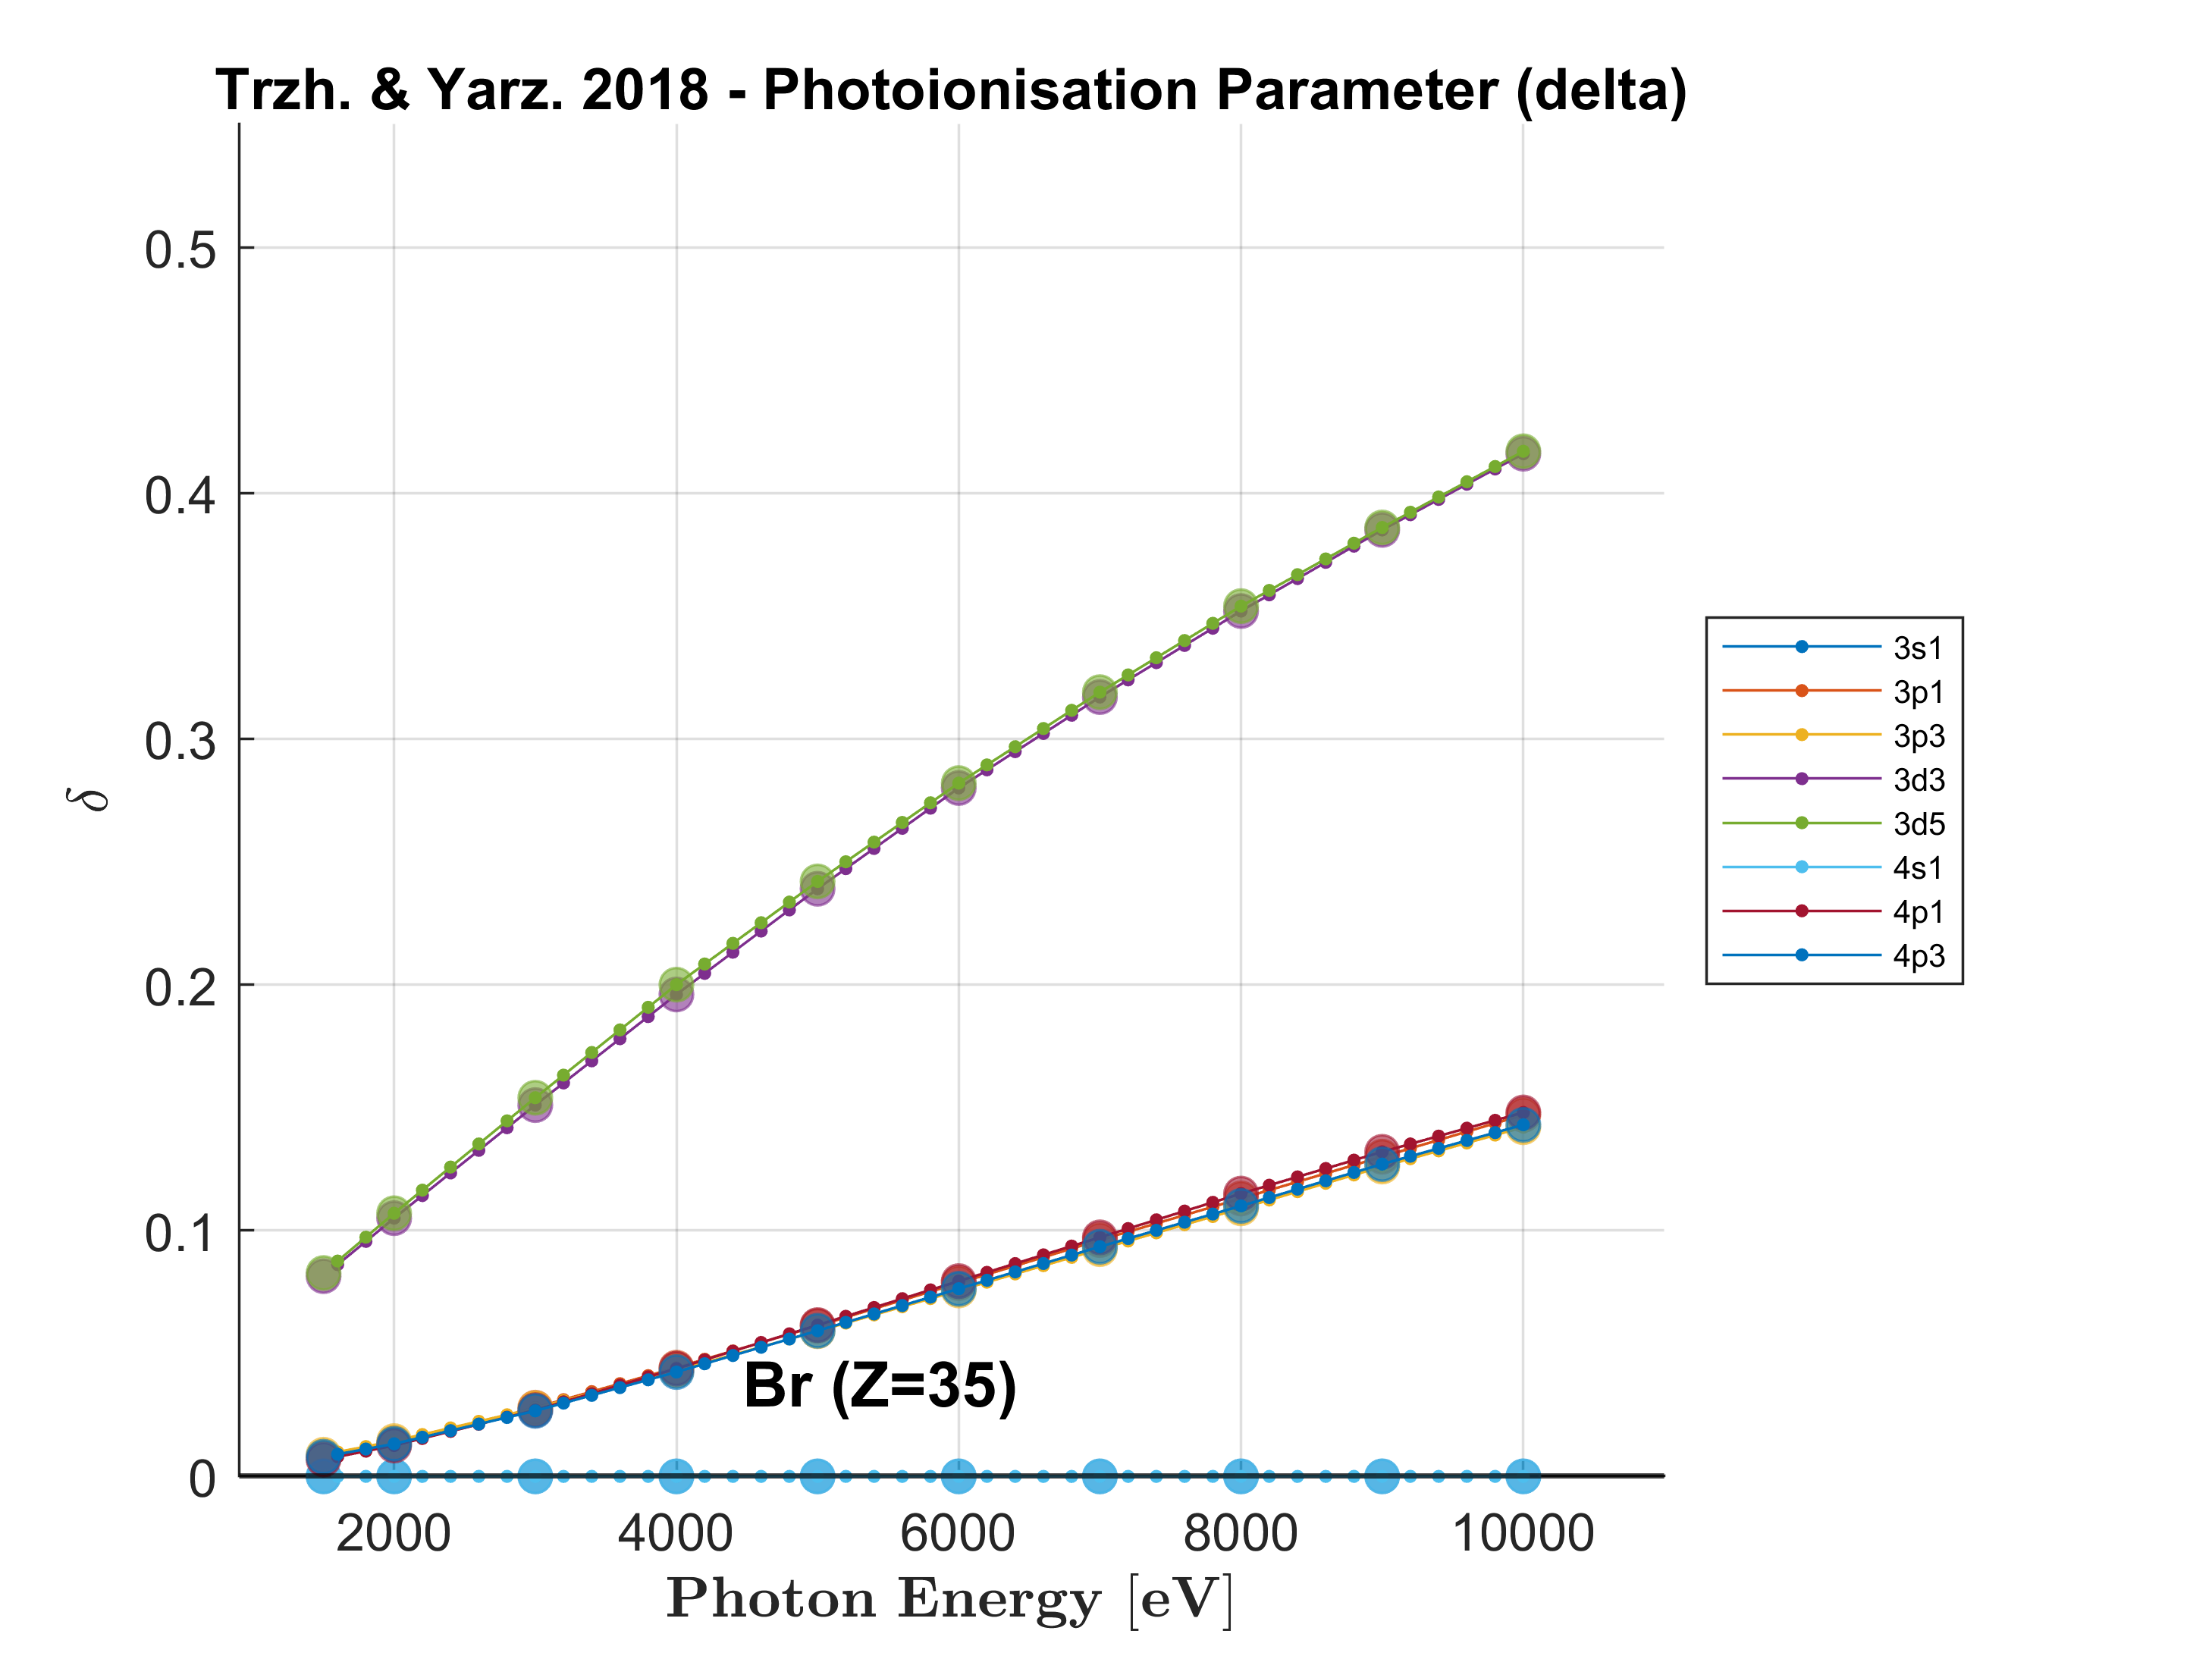 Trzh. & Yarz. 2018 - Photoionisation Parameter (delta)
0.5
0.4
0.3
0.2
0.1
0
δ
3s1
3p1
3p3
3d3
3d5
4s1
4p1
4p3
Br (Z=35)
2000 4000 6000 8000 10000
Photon Energy [eV]